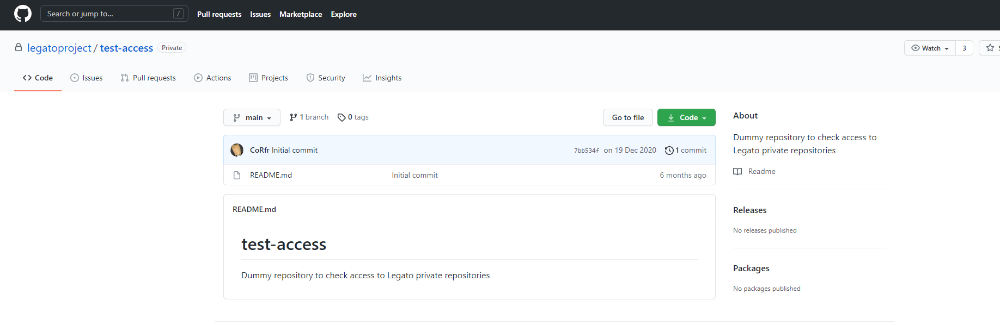 Search or jump to... /
Pull requests Issues Marketplace Explore
legatoproject / test-access Private
Watch 3
Code Issues Pull requests Actions Projects Security Insights
main 1 branch 0 tags
Go to file Code
CoRfr Initial commit 7bb534f on 19 Dec 2020 1 commit
README.md Initial commit 6 months ago
README.md
test-access
Dummy repository to check access to Legato private repositories
About
Dummy repository to check access to
Legato private repositories
Readme
Releases
No releases published
Packages
No packages published